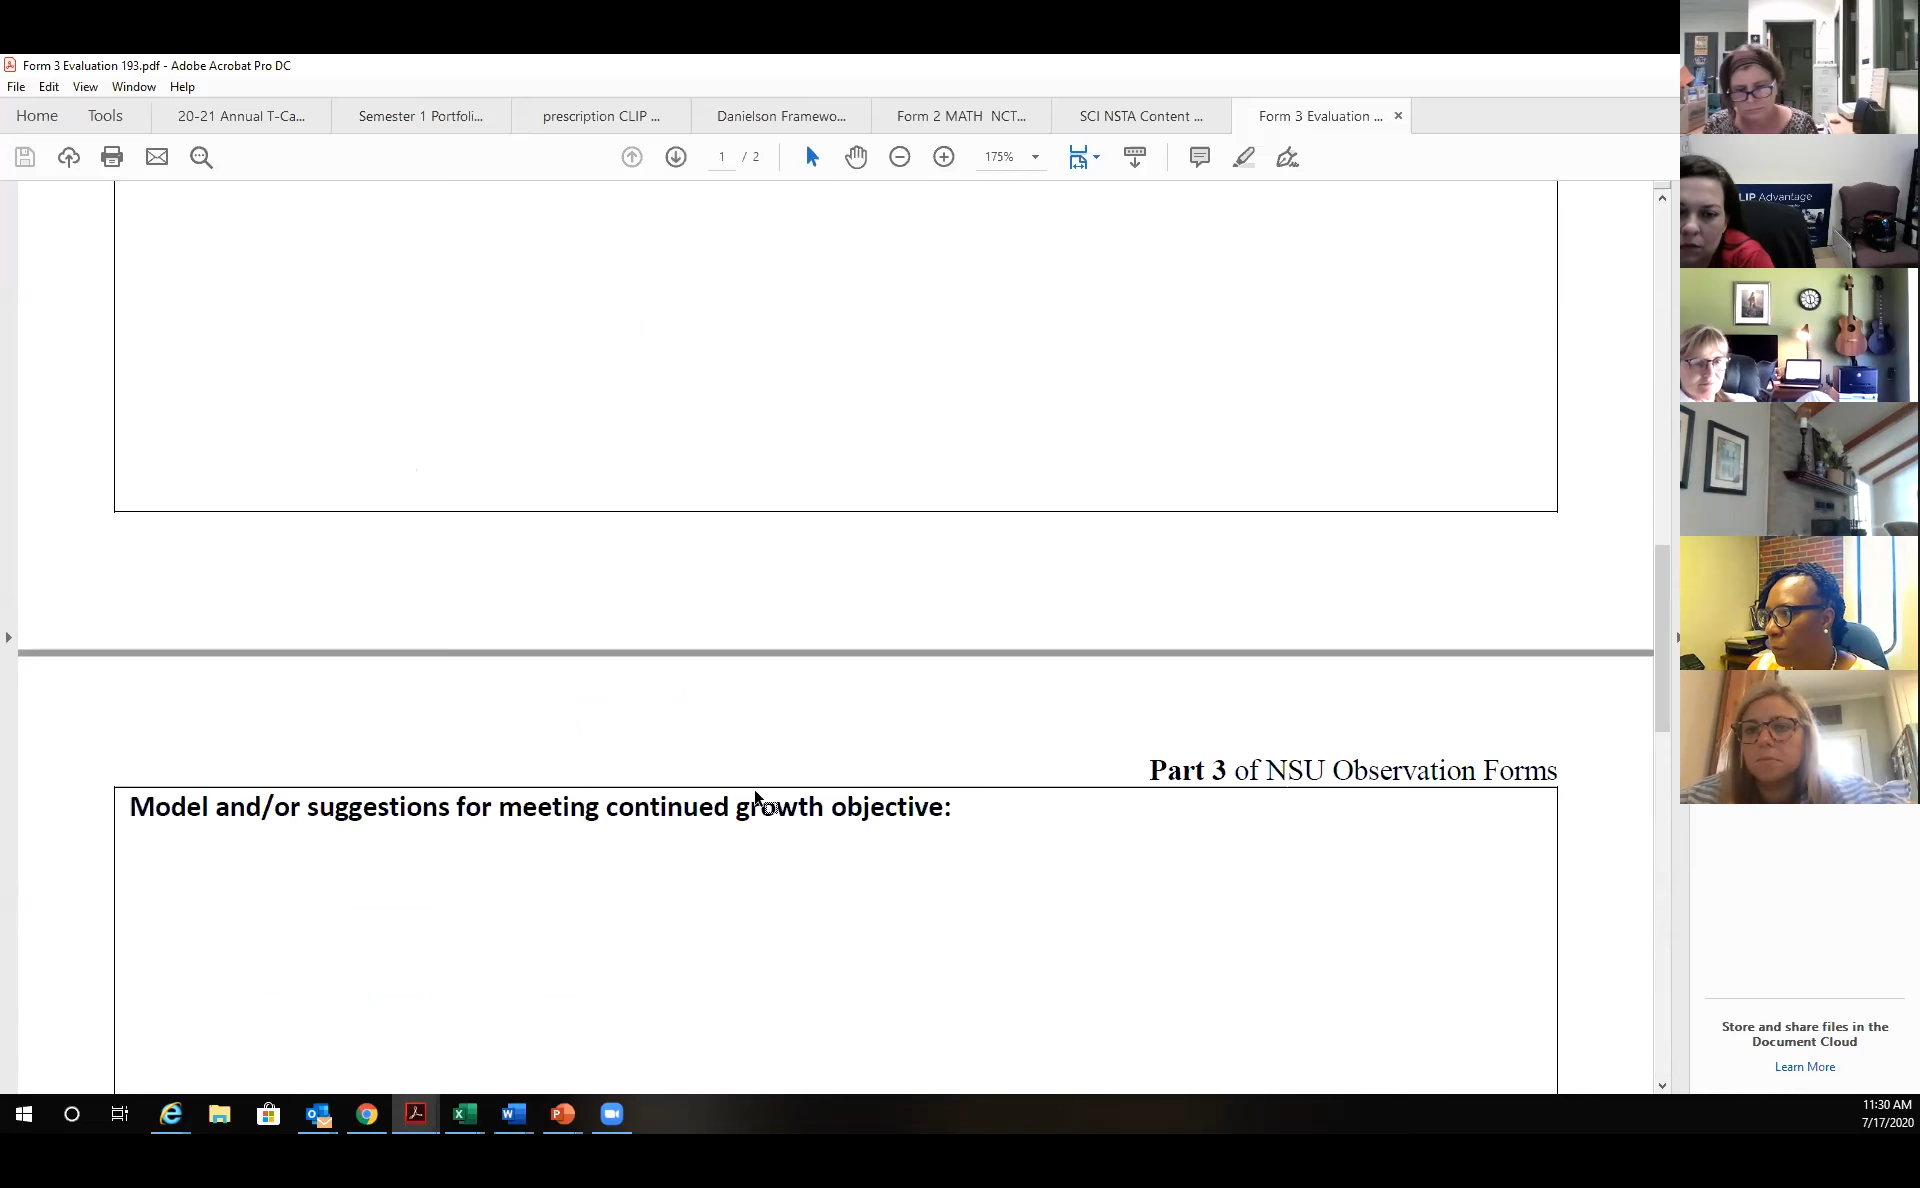 Form 3 Evaluation 193.pdf - Adobe Acrobat Pro DC
File Edit View Window Help
Home Tools 20-21 Annual T-Ca... Semester 1 Portfoli... prescription CLIP ... Danielson Framewo... Form 2 MATH NCT... SCI NSTA Content ... Form 3 Evaluation ... ×
1 / 2 175%
LIP Advantage
Part 3 of NSU Observation Forms
Model and/or suggestions for meeting continued growth objective:
Store and share files in the
Document Cloud
Learn More
11:30 AM
7/17/2020